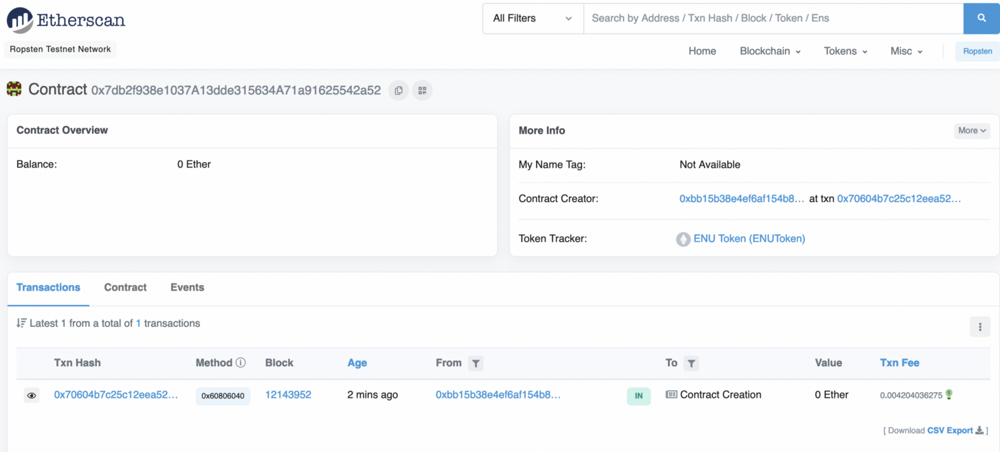 Etherscan
All Filters
Search by Address / Txn Hash / Block / Token / Ens
Ropsten Testnet Network
Home Blockchain Tokens Misc Ropsten
Contract 0x7db2f938e1037A13dde315634A71a91625542a52
Contract Overview
Balance: 0 Ether
More Info
More
My Name Tag: Not Available
Contract Creator: 0xbb15b38e4ef6af154b8... at txn 0x70604b7c25c12eea52...
Token Tracker: ENU Token (ENUToken)
Transactions Contract Events
Latest 1 from a total of 1 transactions
Txn Hash Method Block Age From To Value Txn Fee
0x70604b7c25c12eea52... 0x60806040 12143952 2 mins ago 0xbb15b38e4ef6af154b8... IN Contract Creation 0 Ether 0.004204036275
[ Download CSV Export ]